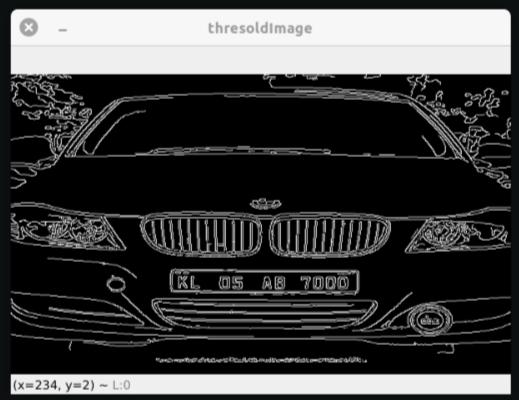 thresoldImage
KL 05 AB 7000
(x=234, y=2) ~ L:0